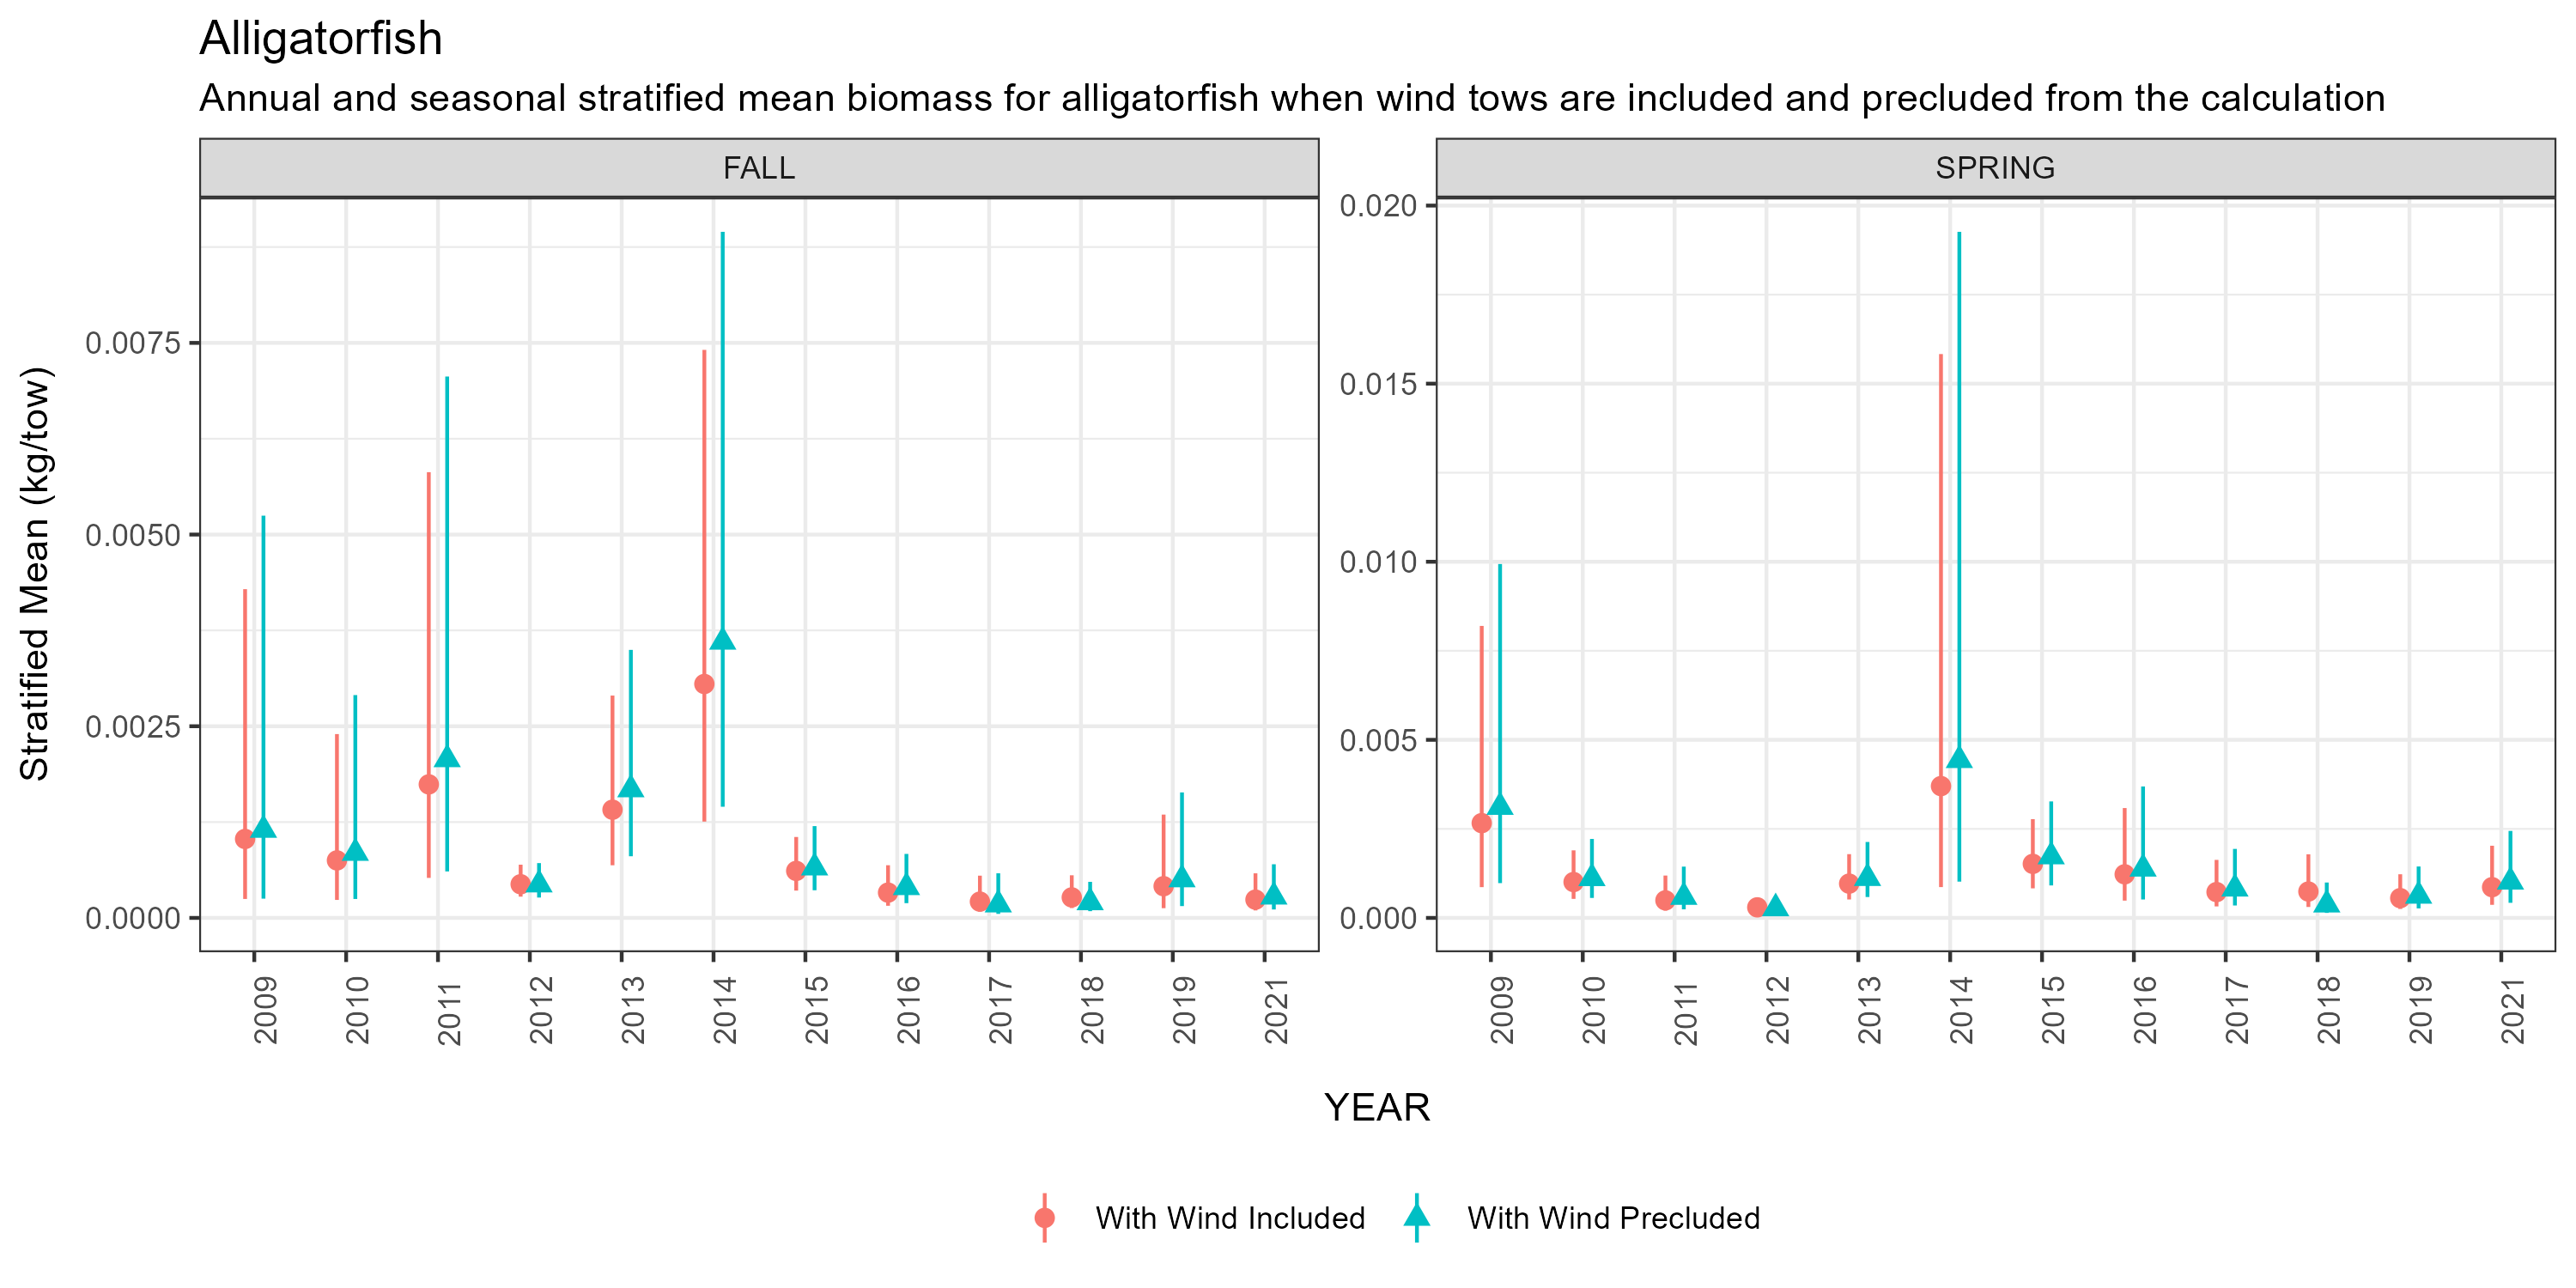 Alligatorfish
Annual and seasonal stratified mean biomass for alligatorfish when wind tows are included and precluded from the calculation
FALL
SPRING
Stratified Mean (kg/tow)
0.0075
0.0050
0.0025
0.0000
0.020
0.015
0.010
0.005
0.000
2009 2010 2011 2012 2013 2014 2015 2016 2017 2018 2019 2021
2009 2010 2011 2012 2013 2014 2015 2016 2017 2018 2019 2021
YEAR
With Wind Included With Wind Precluded